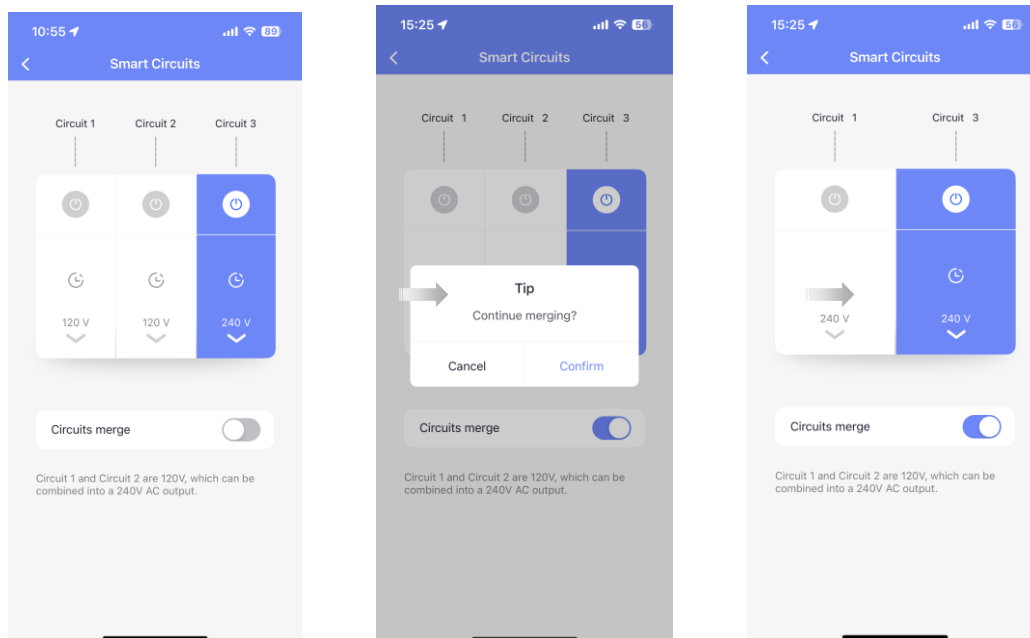 10:55
89
Smart Circuits
Circuit 1 Circuit 2 Circuit 3
120 V 120 V 240 V
Circuits merge
Circuit 1 and Circuit 2 are 120V, which can be
combined into a 240V AC output.
15:25
56
Smart Circuits
Circuit 1 Circuit 2 Circuit 3
Tip
Continue merging?
Cancel Confirm
Circuits merge
Circuit 1 and Circuit 2 are 120V, which can be
combined into a 240V AC output.
15:25
56
Smart Circuits
Circuit 1 Circuit 3
240 V 240 V
Circuits merge
Circuit 1 and Circuit 2 are 120V, which can be
combined into a 240V AC output.